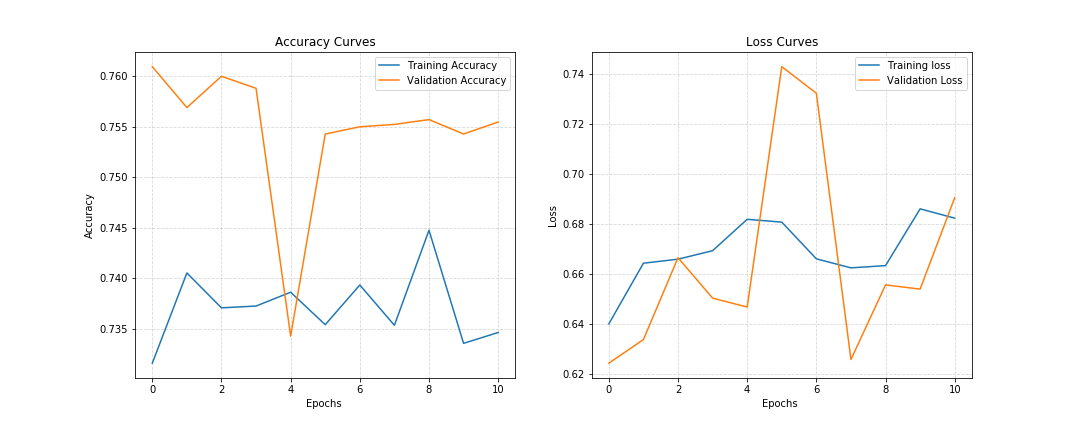 Accuracy Curves
Training Accuracy
Validation Accuracy
0.760
0.755
0.750
0.745
0.740
0.735
Accuracy
0 2 4 6 8 10
Epochs
Loss Curves
Training loss
Validation Loss
0.74
0.72
0.70
0.68
0.66
0.64
0.62
Loss
0 2 4 6 8 10
Epochs